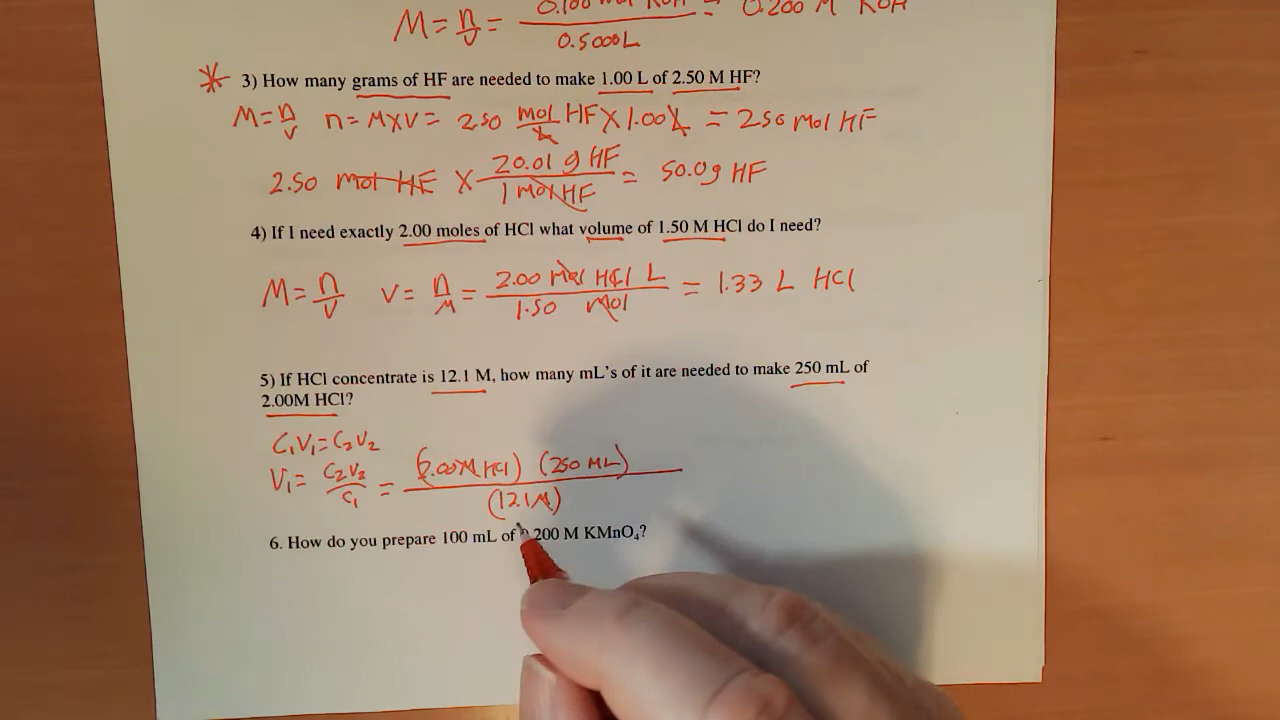 M = n/v = 0.100 mol KOH / 0.5000L = 0.200 M KOH
* 3) How many grams of HF are needed to make 1.00 L of 2.50 M HF?
M = n/v n = M x V = 2.50 mol/L HF x 1.00 L = 250 mol HF
2.50 mol HF x 20.01 g HF / 1 mol HF = 50.0g HF
4) If I need exactly 2.00 moles of HCl what volume of 1.50 M HCl do I need?
M = n/v v = n/M = 2.00 mol HCl L / 1.50 mol = 1.33 L HCl
5) If HCl concentrate is 12.1 M, how many mL's of it are needed to make 250 mL of
2.00M HCl?
C₁V₁=C₂V₂
V₁ = C₂V₂/C₁ = (2.00M HCl) (250 mL) / (12.1M)
6. How do you prepare 100 mL of 0.200 M KMnO₄?